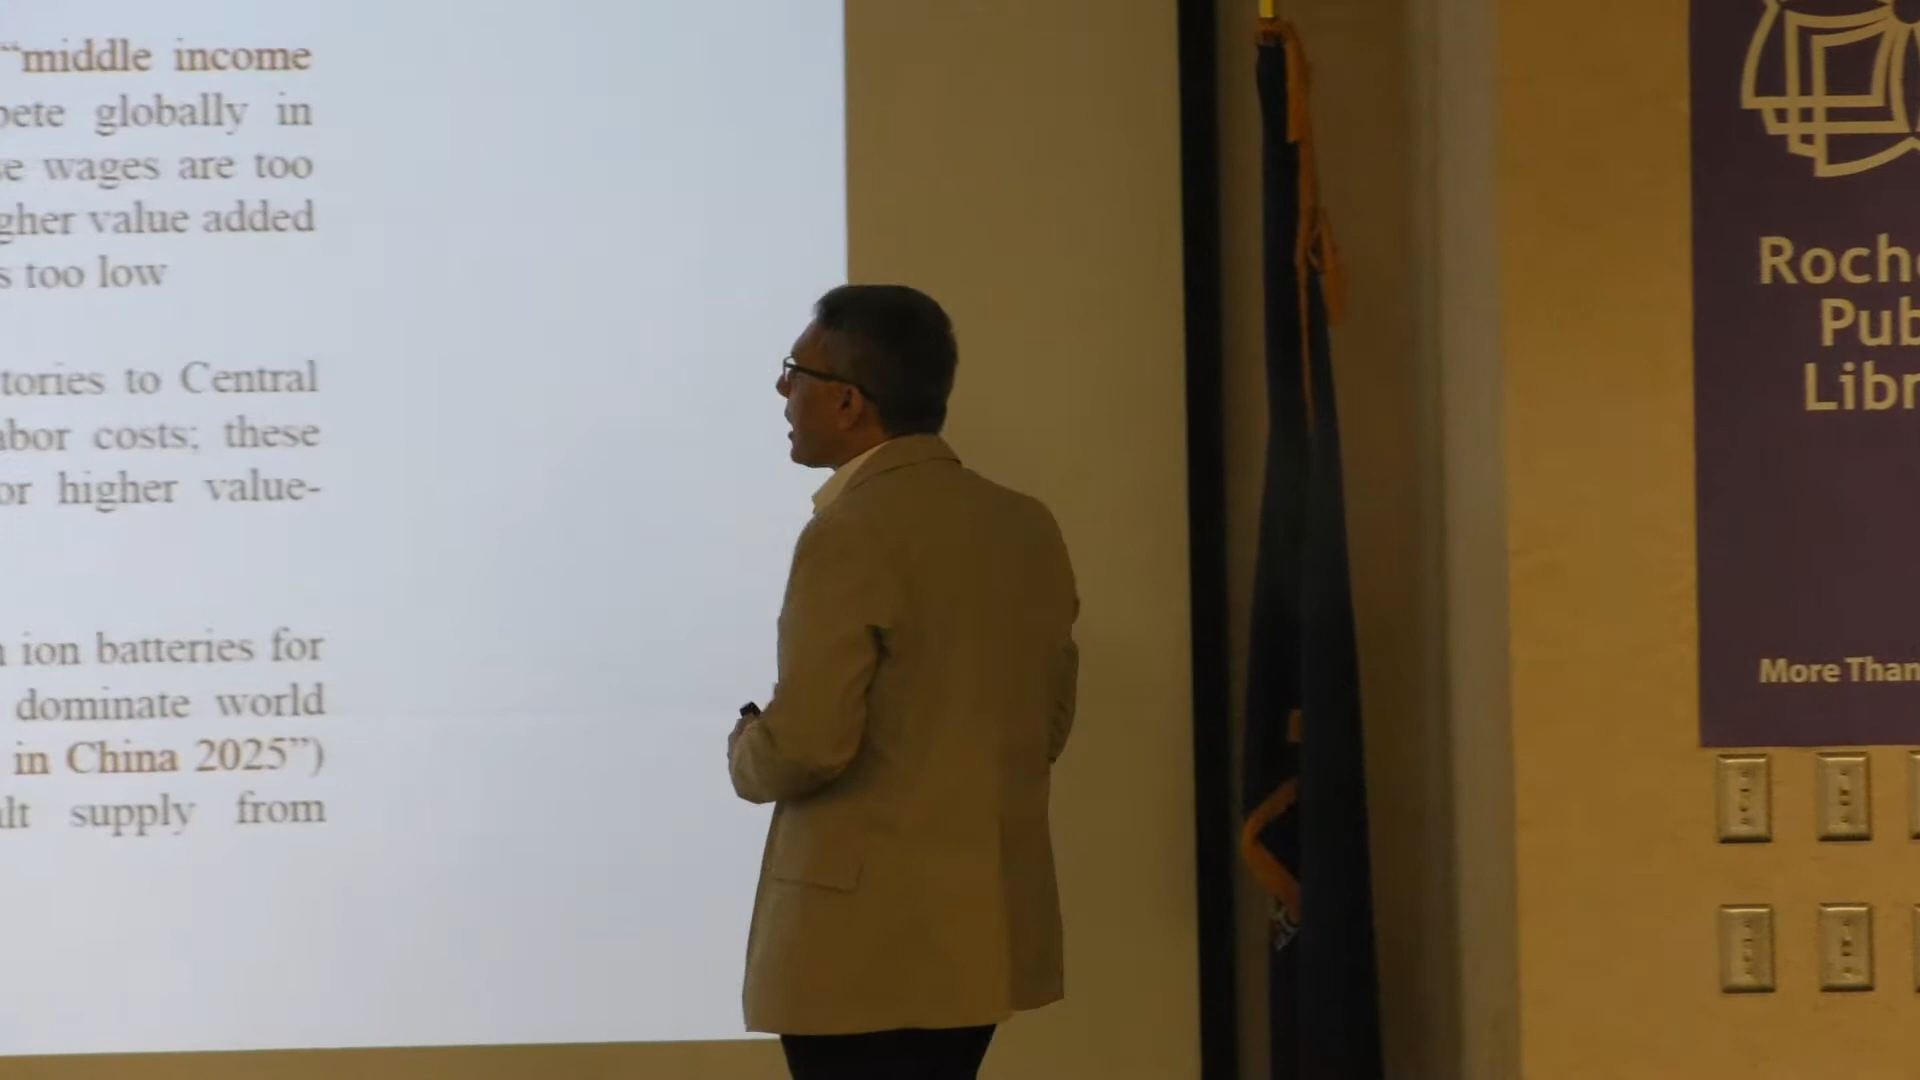 “middle income
pete globally in
se wages are too
gher value added
s too low
tories to Central
abor costs; these
or higher value-
ion batteries for
dominate world
in China 2025”)
alt supply from
Roche
Pub
Libr
More Than